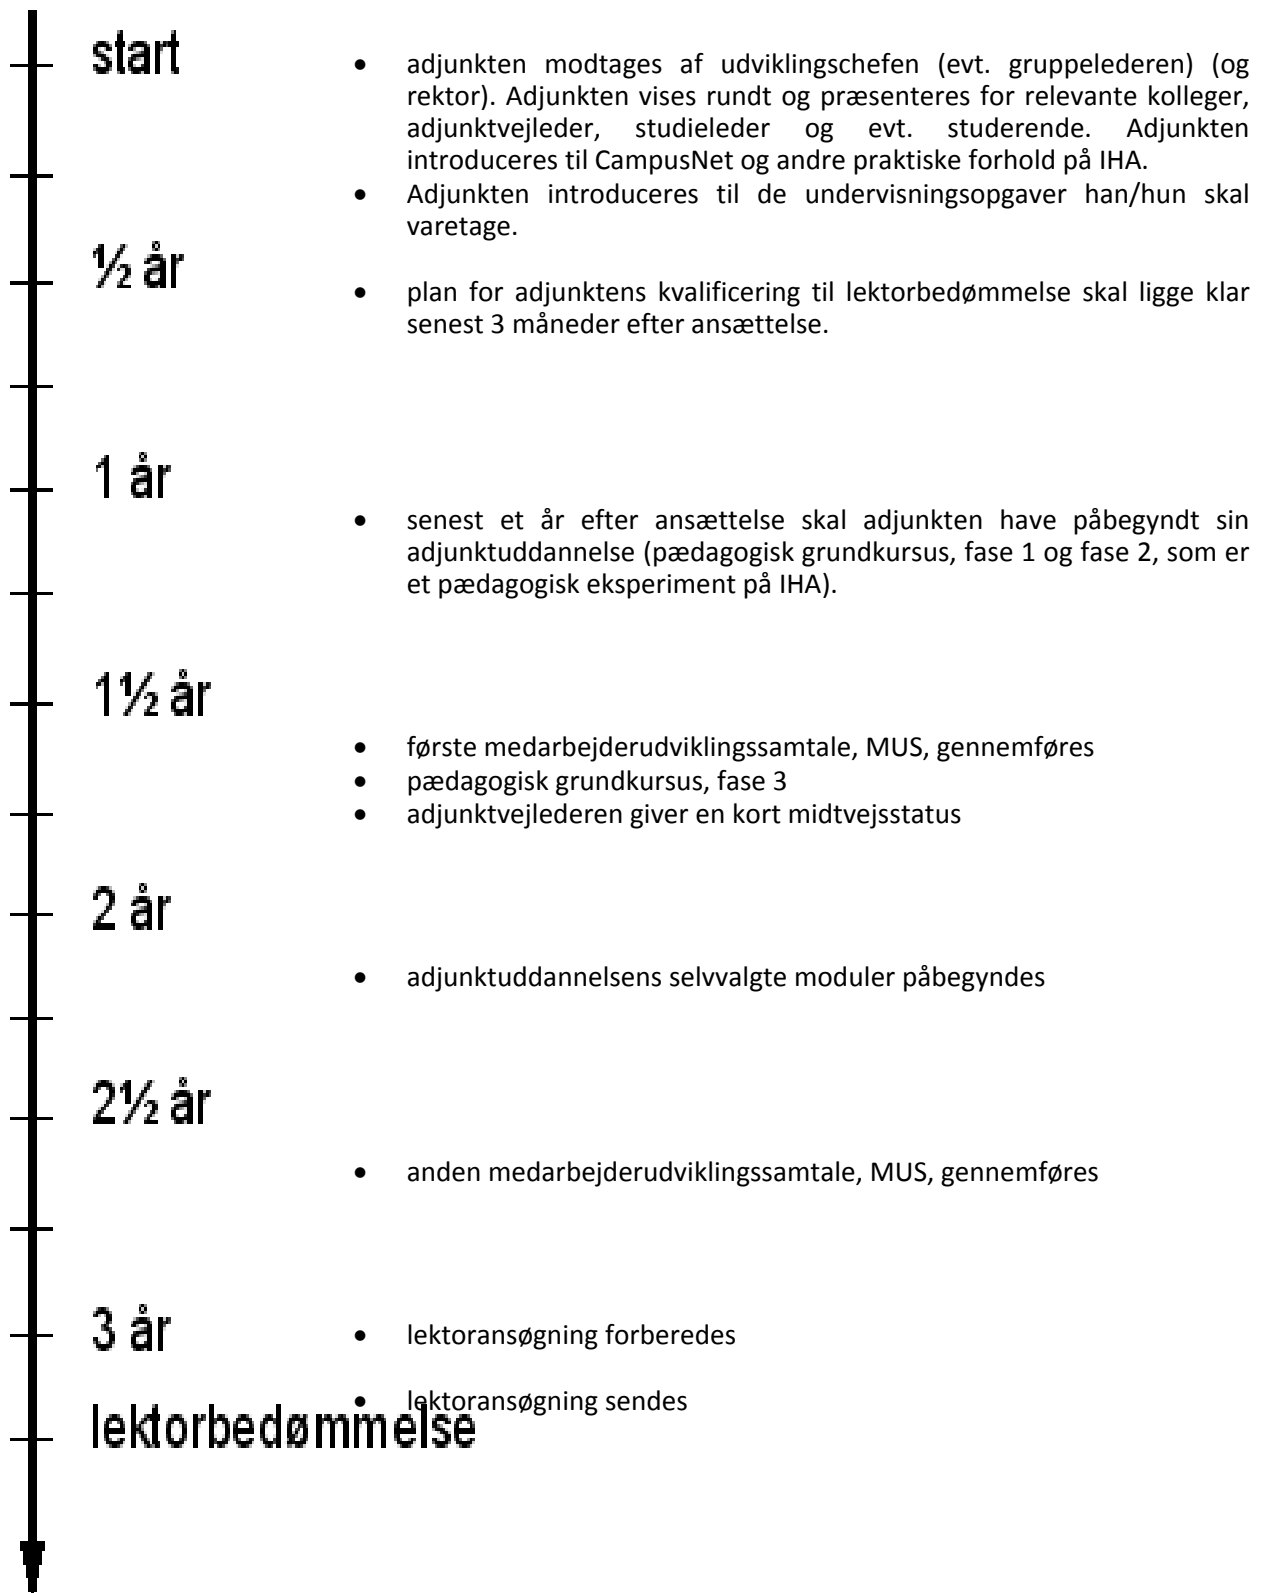 start
• adjunkten modtages af udviklingschefen (evt. gruppelederen) (og
rektor). Adjunkten vises rundt og præsenteres for relevante kolleger,
adjunktvejleder, studieleder og evt. studerende. Adjunkten
introduceres til CampusNet og andre praktiske forhold på IHA.
• Adjunkten introduceres til de undervisningsopgaver han/hun skal
varetage.
½ år
• plan for adjunktens kvalificering til lektorbedømmelse skal ligge klar
senest 3 måneder efter ansættelse.
1 år
• senest et år efter ansættelse skal adjunkten have påbegyndt sin
adjunktuddannelse (pædagogisk grundkursus, fase 1 og fase 2, som er
et pædagogisk eksperiment på IHA).
1½ år
• første medarbejderudviklingssamtale, MUS, gennemføres
• pædagogisk grundkursus, fase 3
• adjunktvejlederen giver en kort midtvejsstatus
2 år
• adjunktuddannelsens selvvalgte moduler påbegyndes
2½ år
• anden medarbejderudviklingssamtale, MUS, gennemføres
3 år
• lektoransøgning forberedes
• lektoransøgning sendes
lektorbedømmelse